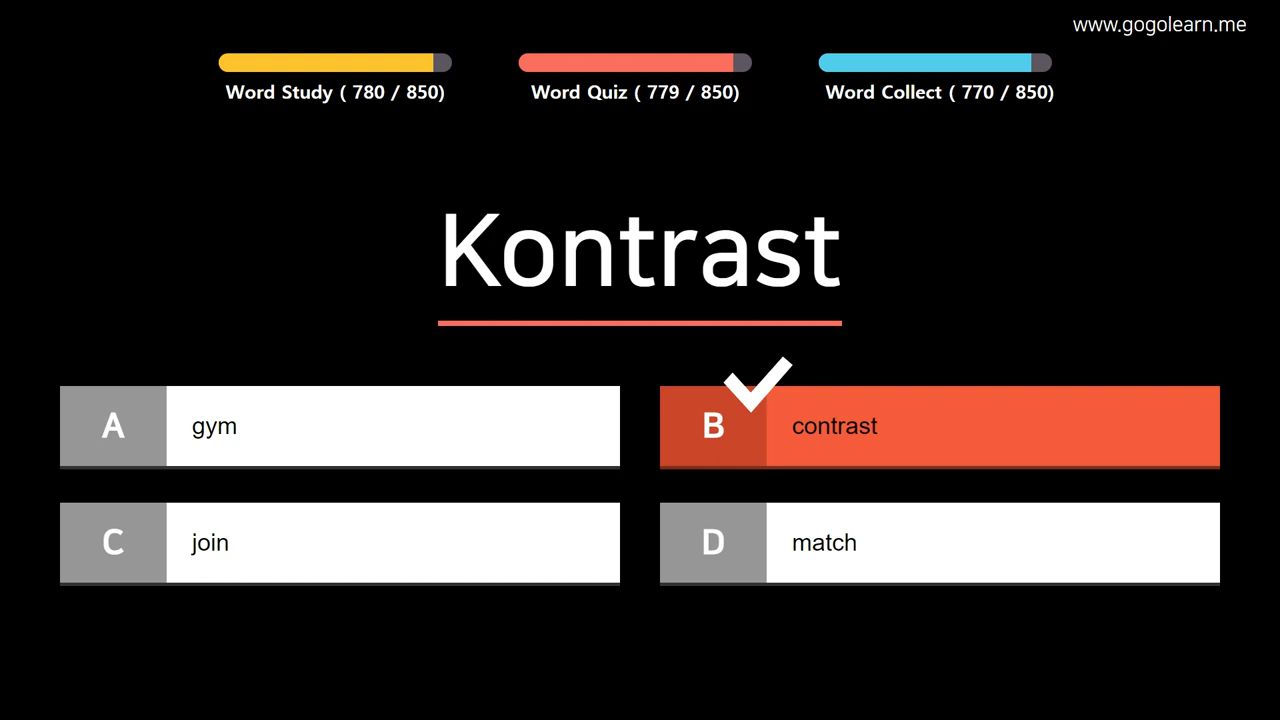 www.gogolearn.me
Word Study ( 780 / 850)
Word Quiz ( 779 / 850)
Word Collect ( 770 / 850)
Kontrast
A gym
B contrast
C join
D match